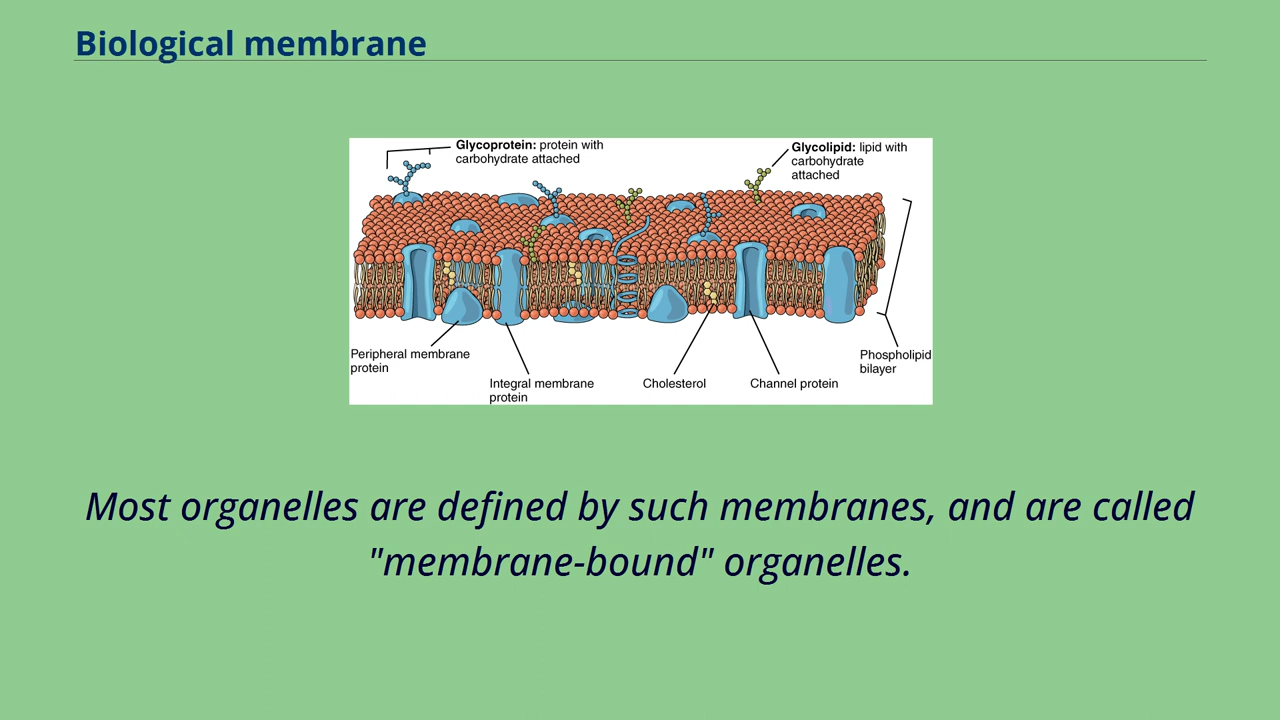 Biological membrane
Glycoprotein: protein with
carbohydrate attached
Glycolipid: lipid with
carbohydrate
attached
Peripheral membrane
protein
Integral membrane
protein
Cholesterol
Channel protein
Phospholipid
bilayer
Most organelles are defined by such membranes, and are called
"membrane-bound" organelles.